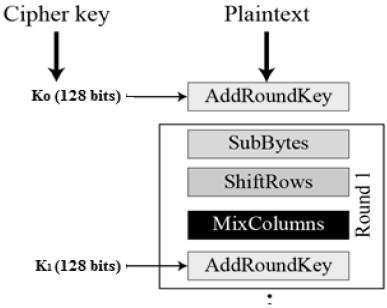 Cipher key
Plaintext
K0 (128 bits)
AddRoundKey
SubBytes
ShiftRows
MixColumns
Round 1
K1 (128 bits)
AddRoundKey